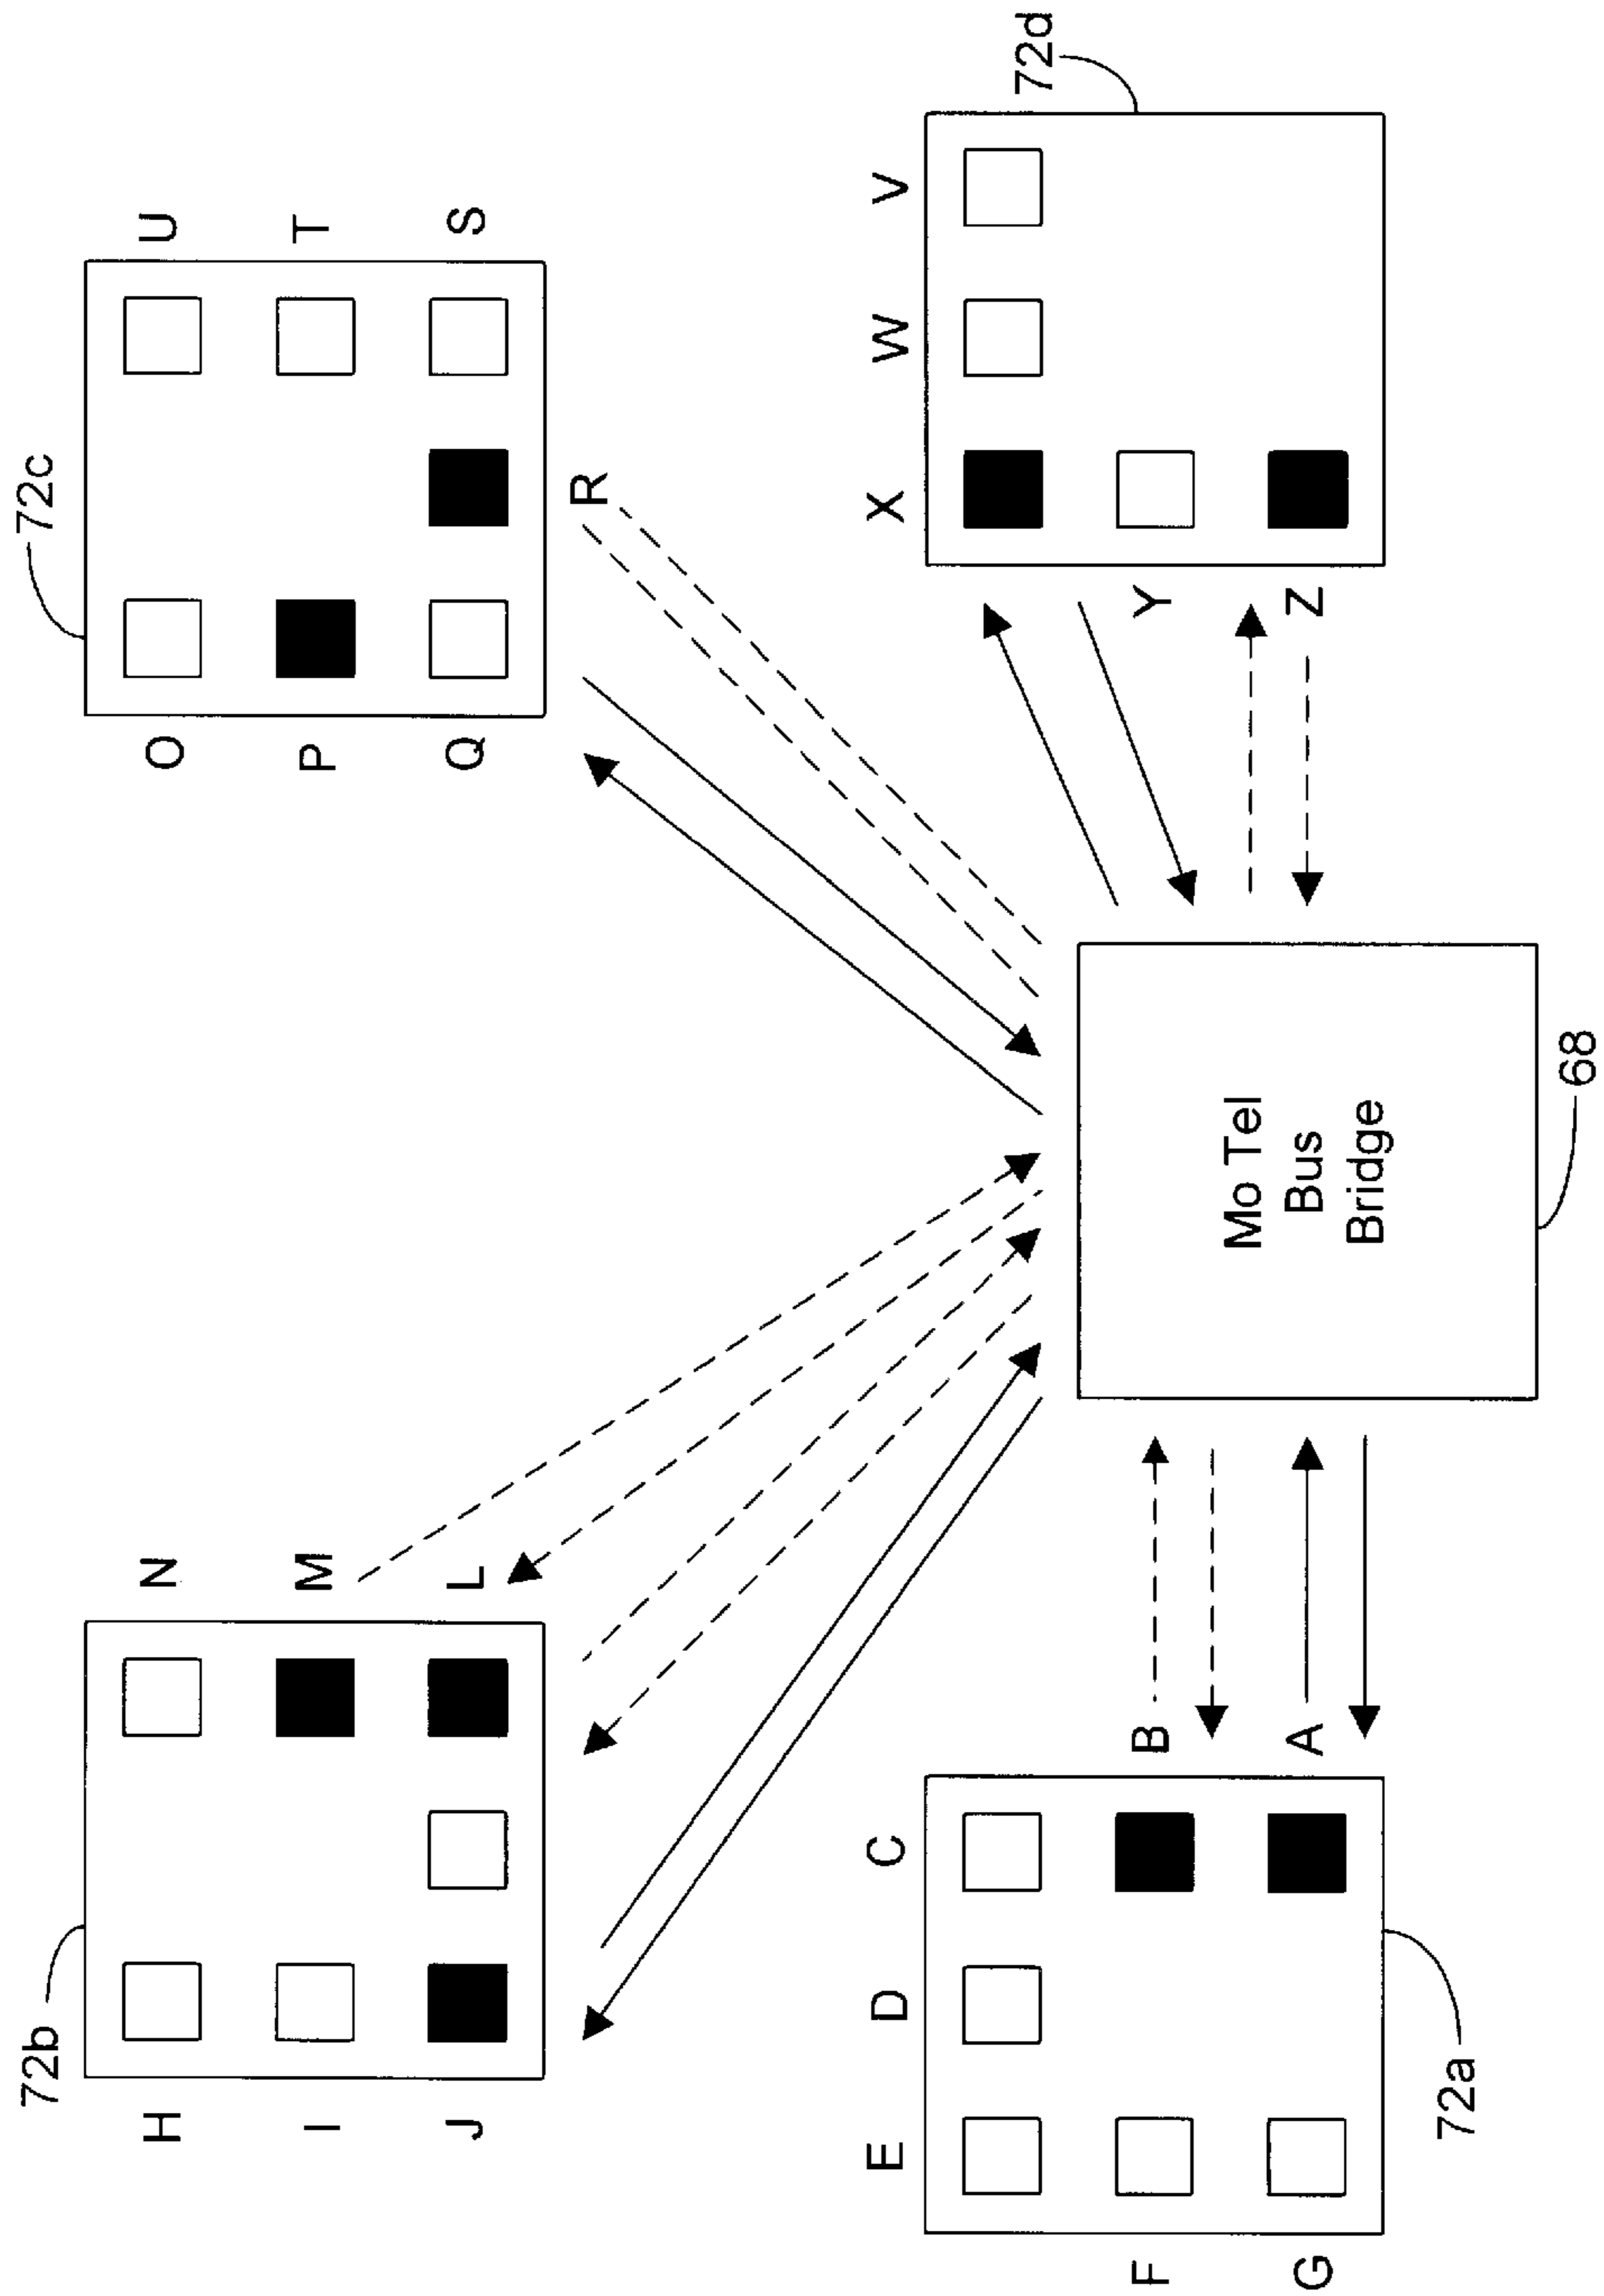 72b 72c
H N O U
I M P T
J L Q S
R
E D C X W V
72d
F B Y
Mo Tel
Bus
Bridge
G A Z
72a
68